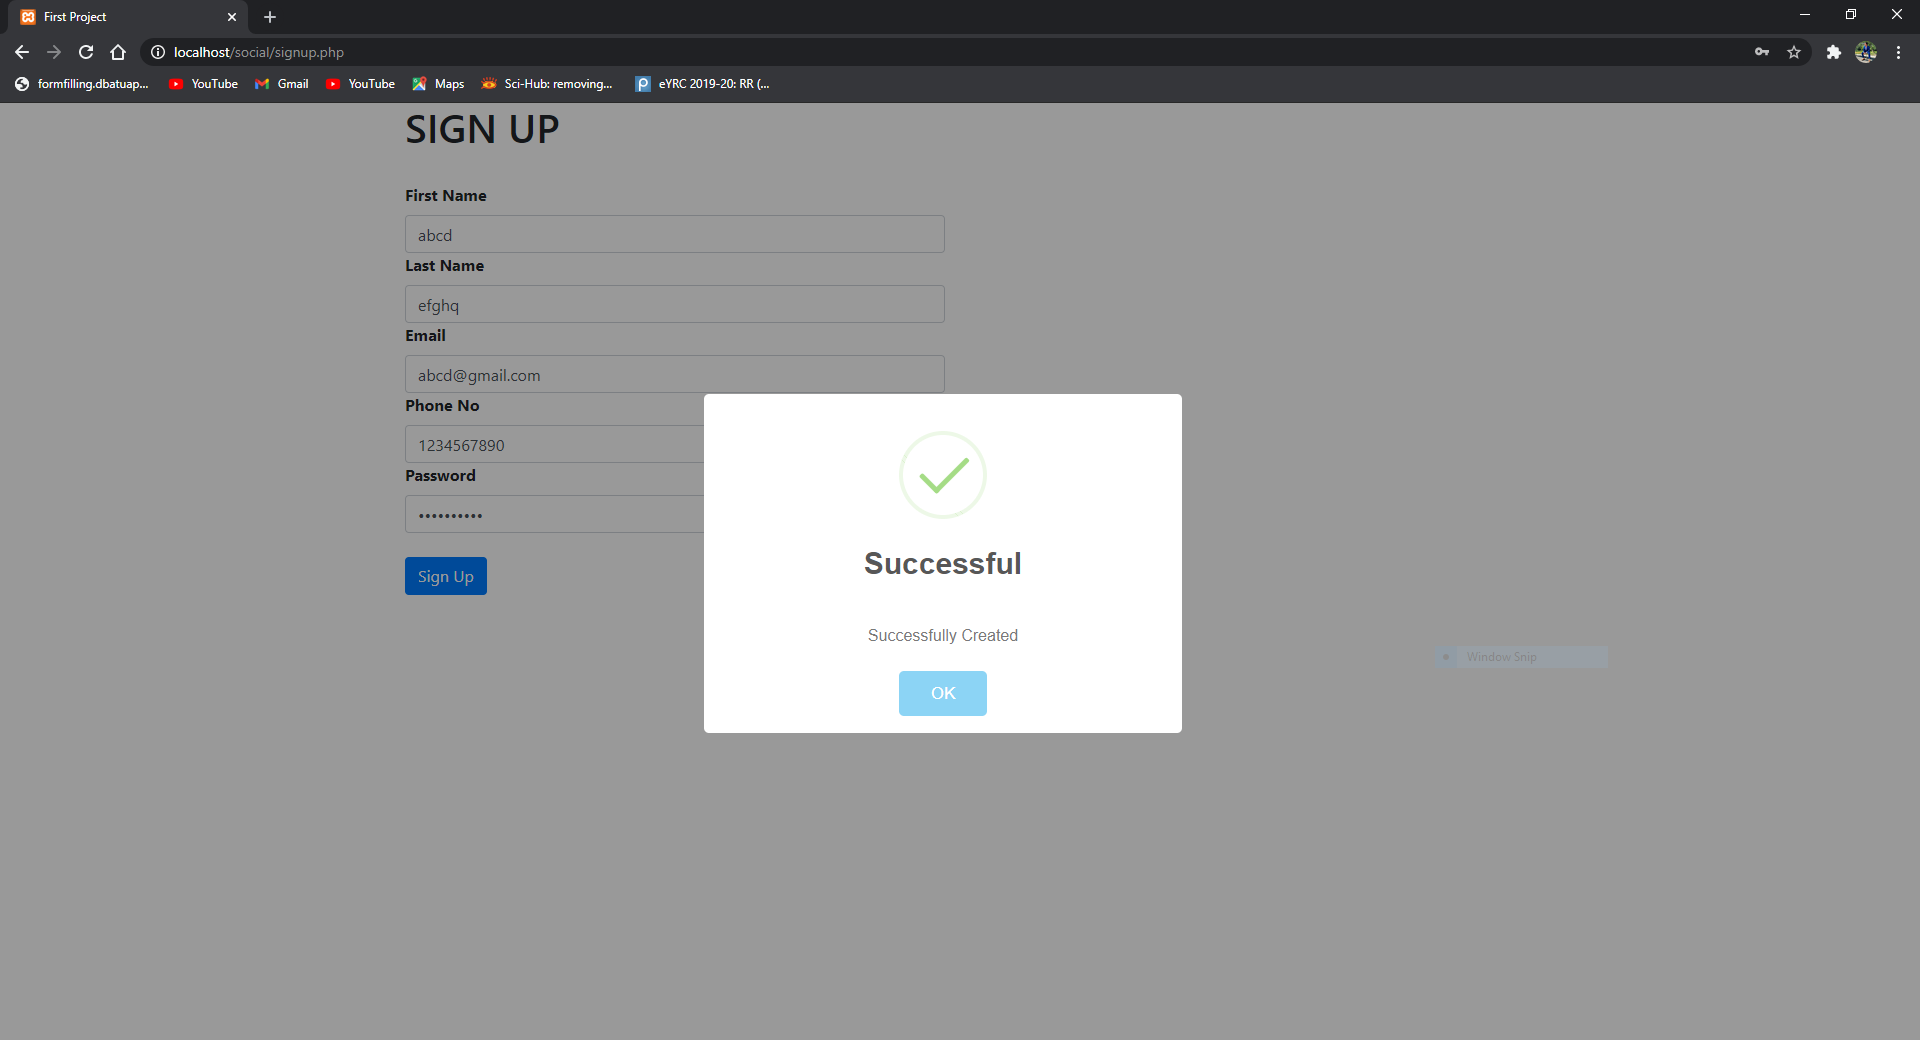 First Project
localhost/social/signup.php
formfilling.dbatuap... YouTube Gmail YouTube Maps Sci-Hub: removing... eYRC 2019-20: RR (...
SIGN UP
First Name
abcd
Last Name
efghq
Email
abcd@gmail.com
Phone No
1234567890
Password
••••••••••
Sign Up
Successful
Successfully Created
OK
Window Snip